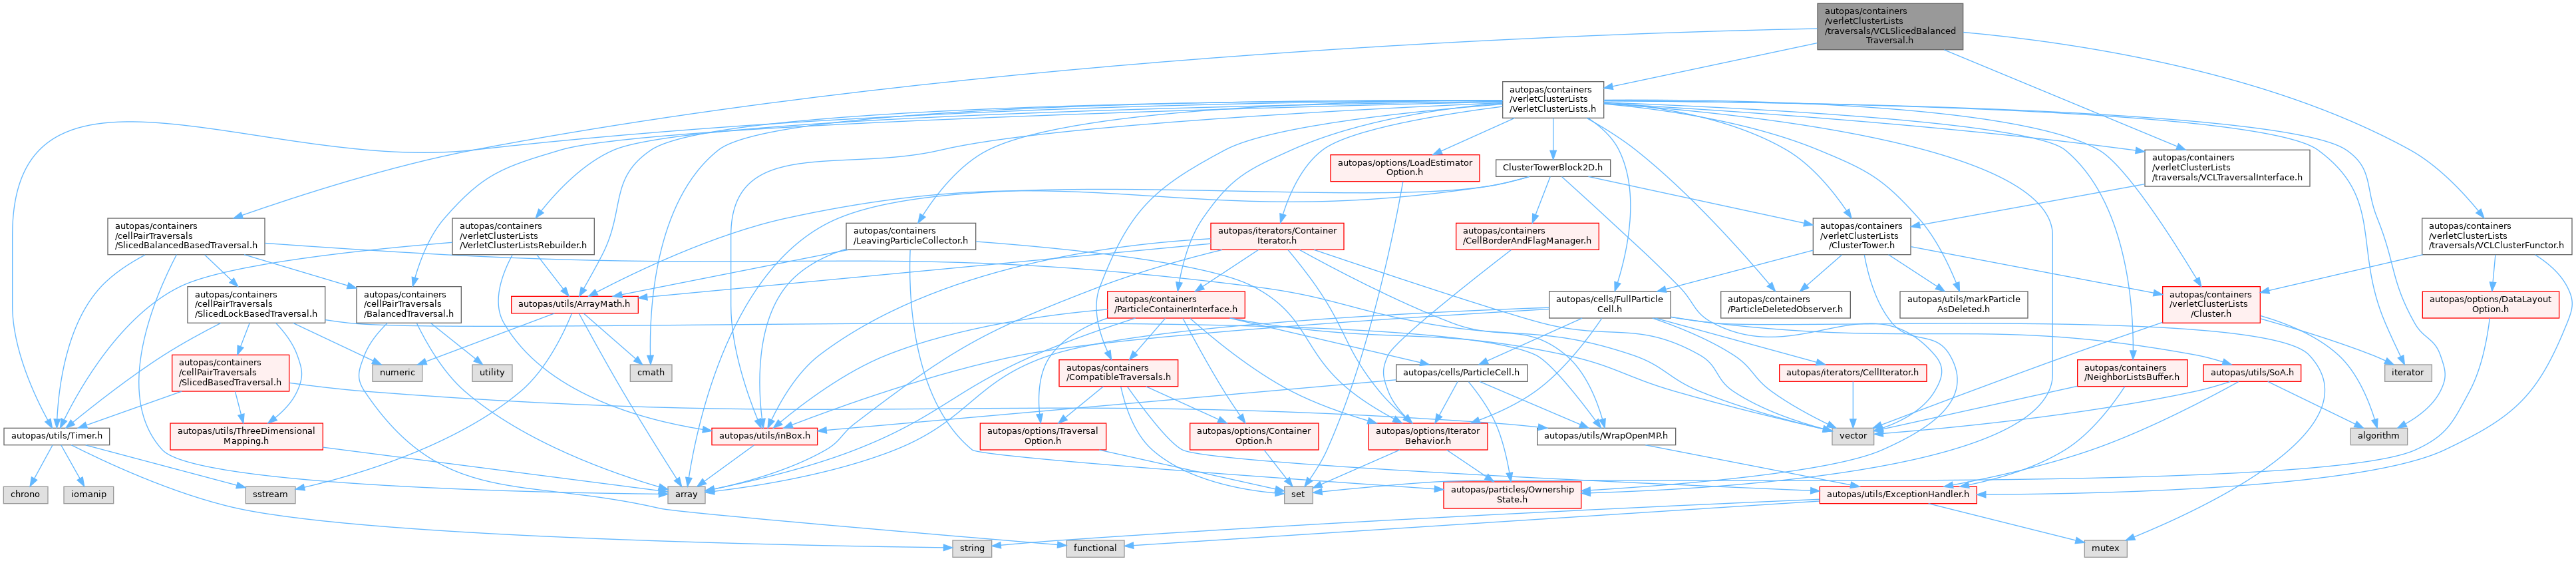 autopas/containers
/verletClusterLists
/traversals/VCLSlicedBalanced
Traversal.h
autopas/containers
/verletClusterLists
/VerletClusterLists.h
autopas/options/LoadEstimator
Option.h
ClusterTowerBlock2D.h
autopas/containers
/verletClusterLists
/traversals/VCLTraversalInterface.h
autopas/containers
/cellPairTraversals
/SlicedBalancedBasedTraversal.h
autopas/containers
/verletClusterLists
/VerletClusterListsRebuilder.h
autopas/containers
/LeavingParticleCollector.h
autopas/iterators/Container
Iterator.h
autopas/containers
/CellBorderAndFlagManager.h
autopas/containers
/verletClusterLists
/ClusterTower.h
autopas/containers
/verletClusterLists
/traversals/VCLClusterFunctor.h
autopas/containers
/cellPairTraversals
/SlicedLockBasedTraversal.h
autopas/containers
/cellPairTraversals
/BalancedTraversal.h
autopas/utils/ArrayMath.h
autopas/containers
/ParticleContainerInterface.h
autopas/cells/FullParticle
Cell.h
autopas/containers
/ParticleDeletedObserver.h
autopas/utils/markParticle
AsDeleted.h
autopas/containers
/verletClusterLists
/Cluster.h
autopas/options/DataLayout
Option.h
autopas/containers
/cellPairTraversals
/SlicedBasedTraversal.h
numeric
utility
cmath
autopas/containers
/CompatibleTraversals.h
autopas/cells/ParticleCell.h
autopas/iterators/CellIterator.h
autopas/containers
/NeighborListsBuffer.h
autopas/utils/SoA.h
iterator
autopas/utils/Timer.h
autopas/utils/ThreeDimensional
Mapping.h
autopas/utils/inBox.h
autopas/options/Traversal
Option.h
autopas/options/Container
Option.h
autopas/options/Iterator
Behavior.h
autopas/utils/WrapOpenMP.h
vector
algorithm
chrono
iomanip
sstream
array
set
autopas/particles/Ownership
State.h
autopas/utils/ExceptionHandler.h
string
functional
mutex